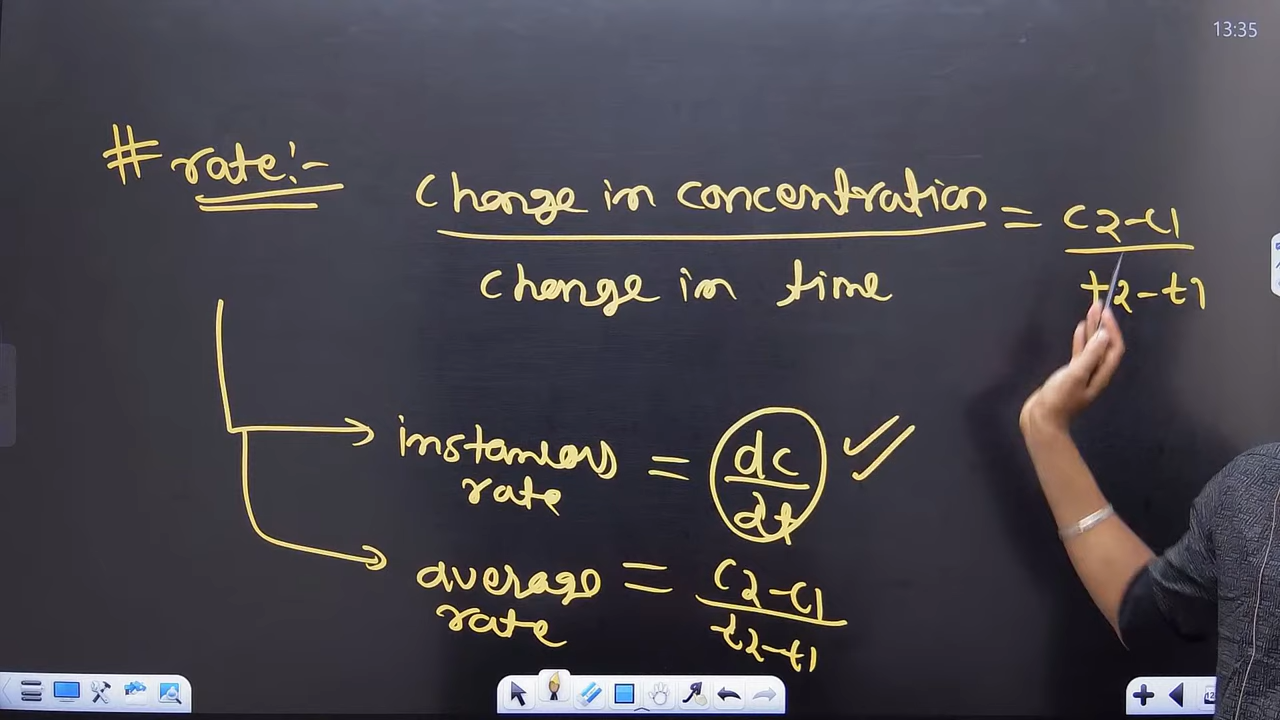 13:35
# rate:-
Change in concentration = C2-C1
change in time t2-t1
instaneous = dc
rate dt
average = C2-C1
rate t2-t1